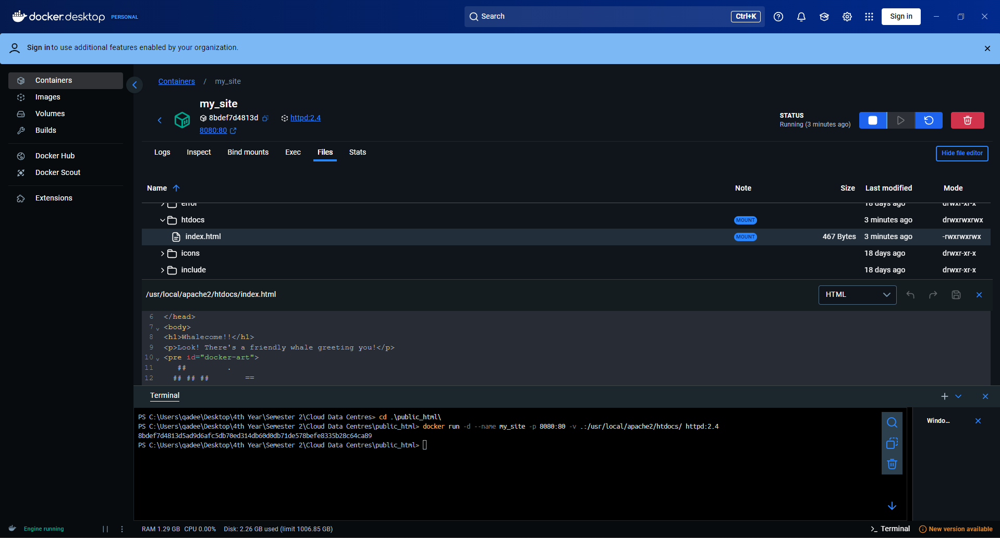 docker.desktop PERSONAL
Search Ctrl+K
Sign in
Sign in to use additional features enabled by your organization.
Containers
Images
Volumes
Builds
Docker Hub
Docker Scout
Extensions
Containers / my_site
my_site
8bdef7d4813d httpd:2.4
8080:80
STATUS
Running (3 minutes ago)
Logs Inspect Bind mounts Exec Files Stats
Hide file editor
Name Note Size Last modified Mode
error 18 days ago drwxr-xr-x
htdocs MOUNT 3 minutes ago drwxrwxrwx
index.html MOUNT 467 Bytes 3 minutes ago -rwxrwxrwx
icons 18 days ago drwxr-xr-x
include 18 days ago drwxr-xr-x
/usr/local/apache2/htdocs/index.html HTML
6 </head>
7 <body>
8 <h1>Whalecome!!</h1>
9 <p>Look! There's a friendly whale greeting you!</p>
10 <pre id="docker-art">
11 ## .
12 ## ## ## ==
Terminal
PS C:\Users\qadee\Desktop\4th Year\Semester 2\Cloud Data Centres> cd .\public_html\
PS C:\Users\qadee\Desktop\4th Year\Semester 2\Cloud Data Centres\public_html> docker run -d --name my_site -p 8080:80 -v .:/usr/local/apache2/htdocs/ httpd:2.4
8bdef7d4813d5ad9d6afc5db70ed314db60d0db71de578befe8335b28c64ca89
PS C:\Users\qadee\Desktop\4th Year\Semester 2\Cloud Data Centres\public_html>
Windo...
Engine running
RAM 1.29 GB CPU 0.00% Disk: 2.26 GB used (limit 1006.85 GB)
Terminal
New version available